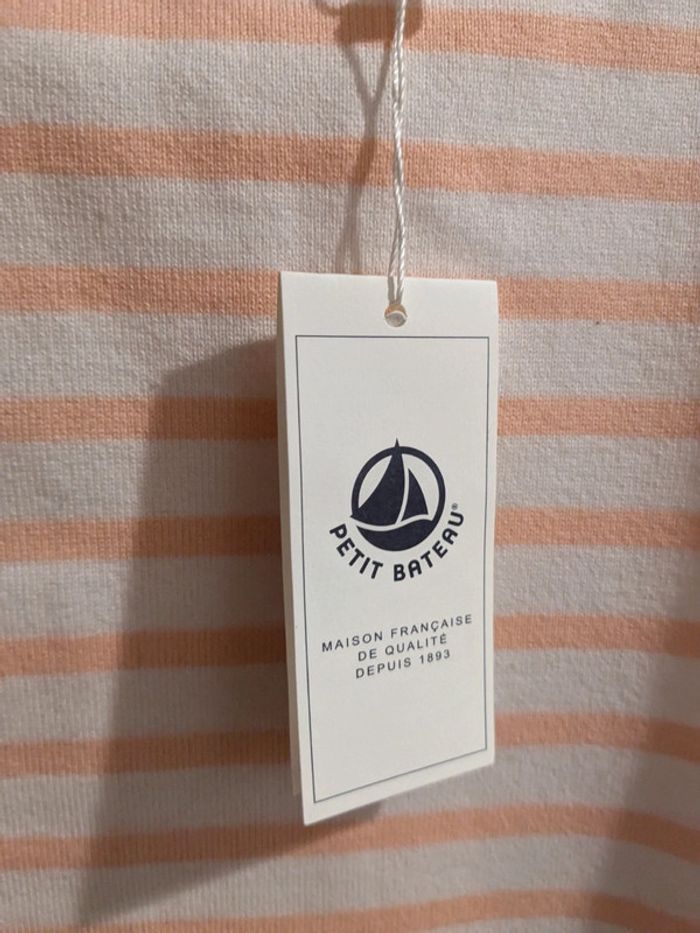 PETIT BATEAU®
MAISON FRANÇAISE
DE QUALITÉ
DEPUIS 1893